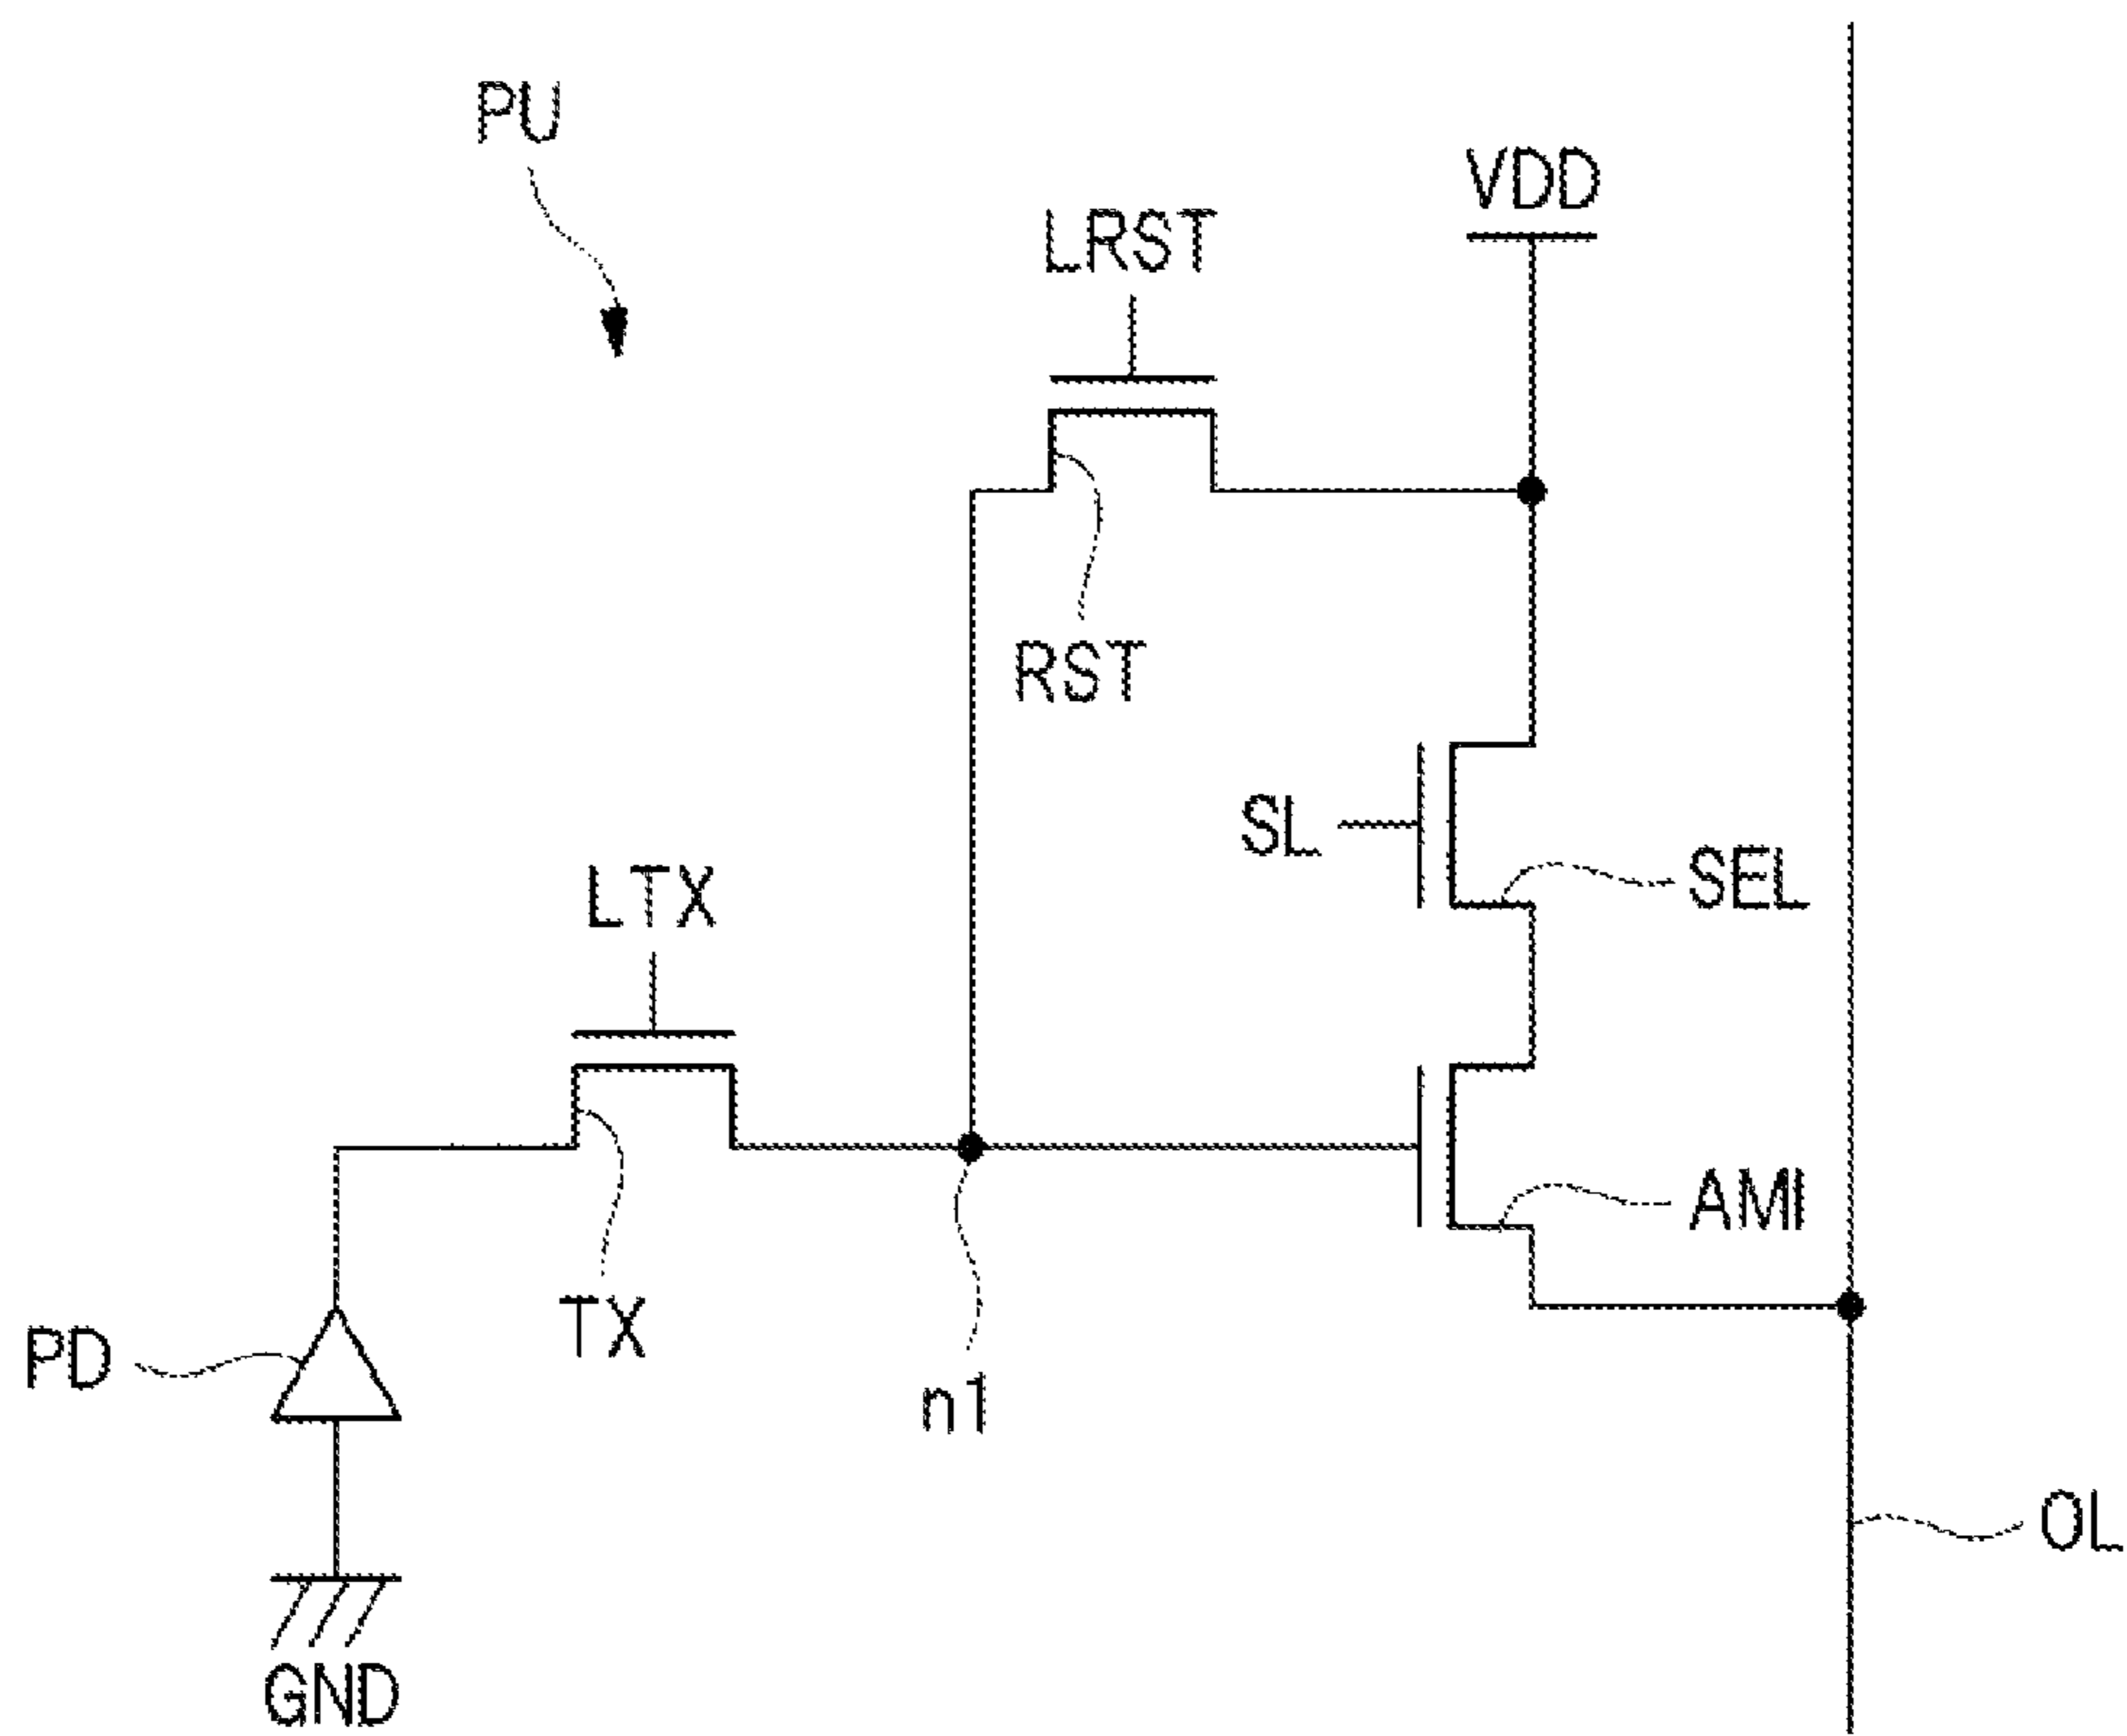 PU
VDD
LRST
RST
SL
SEL
LTX
AMI
TX
PD
n1
OL
GND